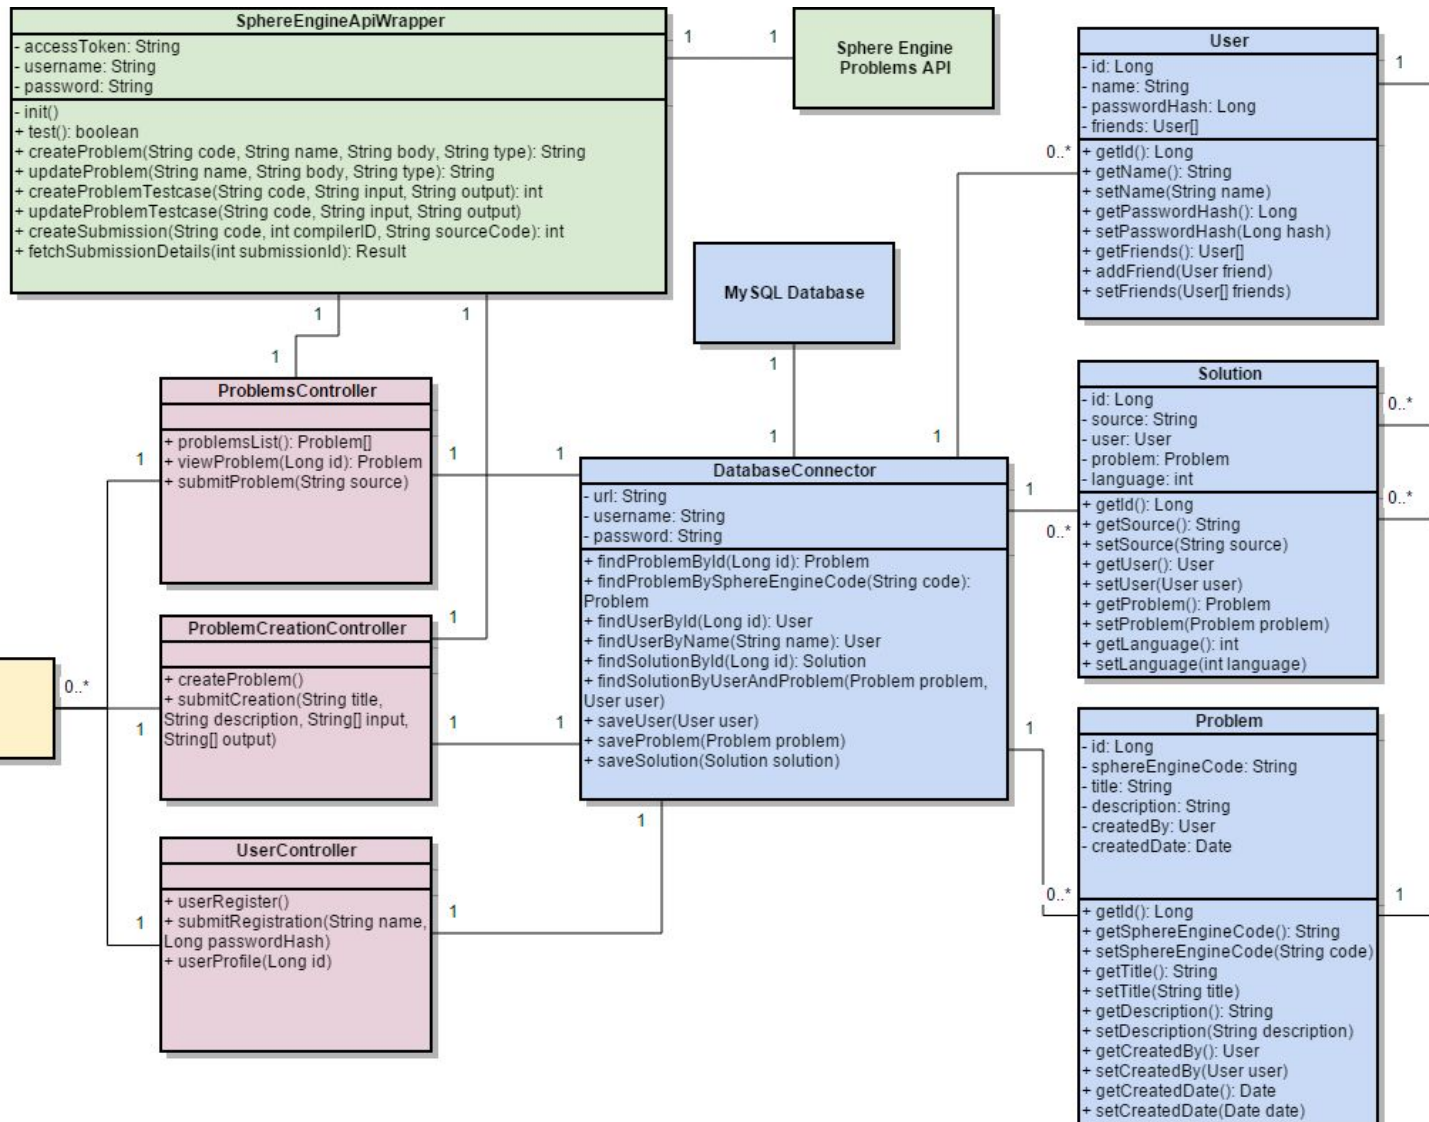 SphereEngineApiWrapper
- accessToken: String
- username: String
- password: String
- init()
+ test(): boolean
+ createProblem(String code, String name, String body, String type): String
+ updateProblem(String name, String body, String type): String
+ createProblemTestcase(String code, String input, String output): int
+ updateProblemTestcase(String code, String input, String output)
+ createSubmission(String code, int compilerID, String sourceCode): int
+ fetchSubmissionDetails(int submissionId): Result
1
1
Sphere Engine
Problems API
User
- id: Long
- name: String
- passwordHash: Long
- friends: User[]
+ getId(): Long
+ getName(): String
+ setName(String name)
+ getPasswordHash(): Long
+ setPasswordHash(Long hash)
+ getFriends(): User[]
+ addFriend(User friend)
+ setFriends(User[] friends)
1
0..*
MySQL Database
1
1
1
1
1
1
ProblemsController
+ problemsList(): Problem[]
+ viewProblem(Long id): Problem
+ submitProblem(String source)
1
1
1
DatabaseConnector
- url: String
- username: String
- password: String
+ findProblemById(Long id): Problem
+ findProblemBySphereEngineCode(String code):
Problem
+ findUserById(Long id): User
+ findUserByName(String name): User
+ findSolutionById(Long id): Solution
+ findSolutionByUserAndProblem(Problem problem,
User user)
+ saveUser(User user)
+ saveProblem(Problem problem)
+ saveSolution(Solution solution)
1
0..*
Solution
- id: Long
- source: String
- user: User
- problem: Problem
- language: int
+ getId(): Long
+ getSource(): String
+ setSource(String source)
+ getUser(): User
+ setUser(User user)
+ getProblem(): Problem
+ setProblem(Problem problem)
+ getLanguage(): int
+ setLanguage(int language)
0..*
0..*
ProblemCreationController
+ createProblem()
+ submitCreation(String title,
String description, String[] input,
String[] output)
1
0..*
1
1
1
1
0..*
Problem
- id: Long
- sphereEngineCode: String
- title: String
- description: String
- createdBy: User
- createdDate: Date
+ getId(): Long
+ getSphereEngineCode(): String
+ setSphereEngineCode(String code)
+ getTitle(): String
+ setTitle(String title)
+ getDescription(): String
+ setDescription(String description)
+ getCreatedBy(): User
+ setCreatedBy(User user)
+ getCreatedDate(): Date
+ setCreatedDate(Date date)
1
UserController
+ userRegister()
+ submitRegistration(String name,
Long passwordHash)
+ userProfile(Long id)
1
1
1